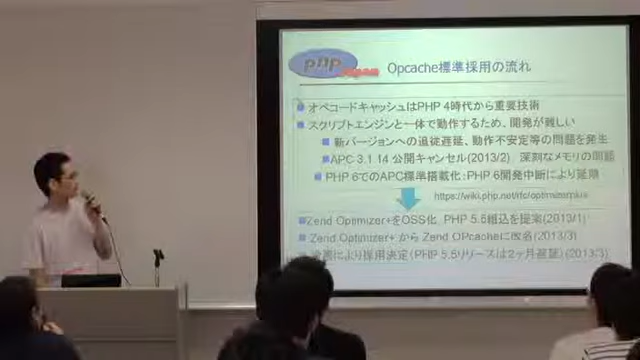 php
Opcache標準採用の流れ
オペコードキャッシュはPHP 4時代から重要技術
スクリプトエンジンと一体で動作するため、開発が難しい
新バージョンへの追従遅延、動作不安定等の問題を発生
APC 3.1.14 公開キャンセル(2013/2) 深刻なメモリの問題
PHP 6でのAPC標準搭載化:PHP 6開発中断により延期
https://wiki.php.net/rfc/optimizerplus
Zend Optimizer+をOSS化 PHP 5.5組込を提案(2013/1)
Zend Optimizer+ から Zend OPcacheに改名(2013/3)
により採用決定(PHP 5.5リリースは2ヶ月遅延)(2013/3)